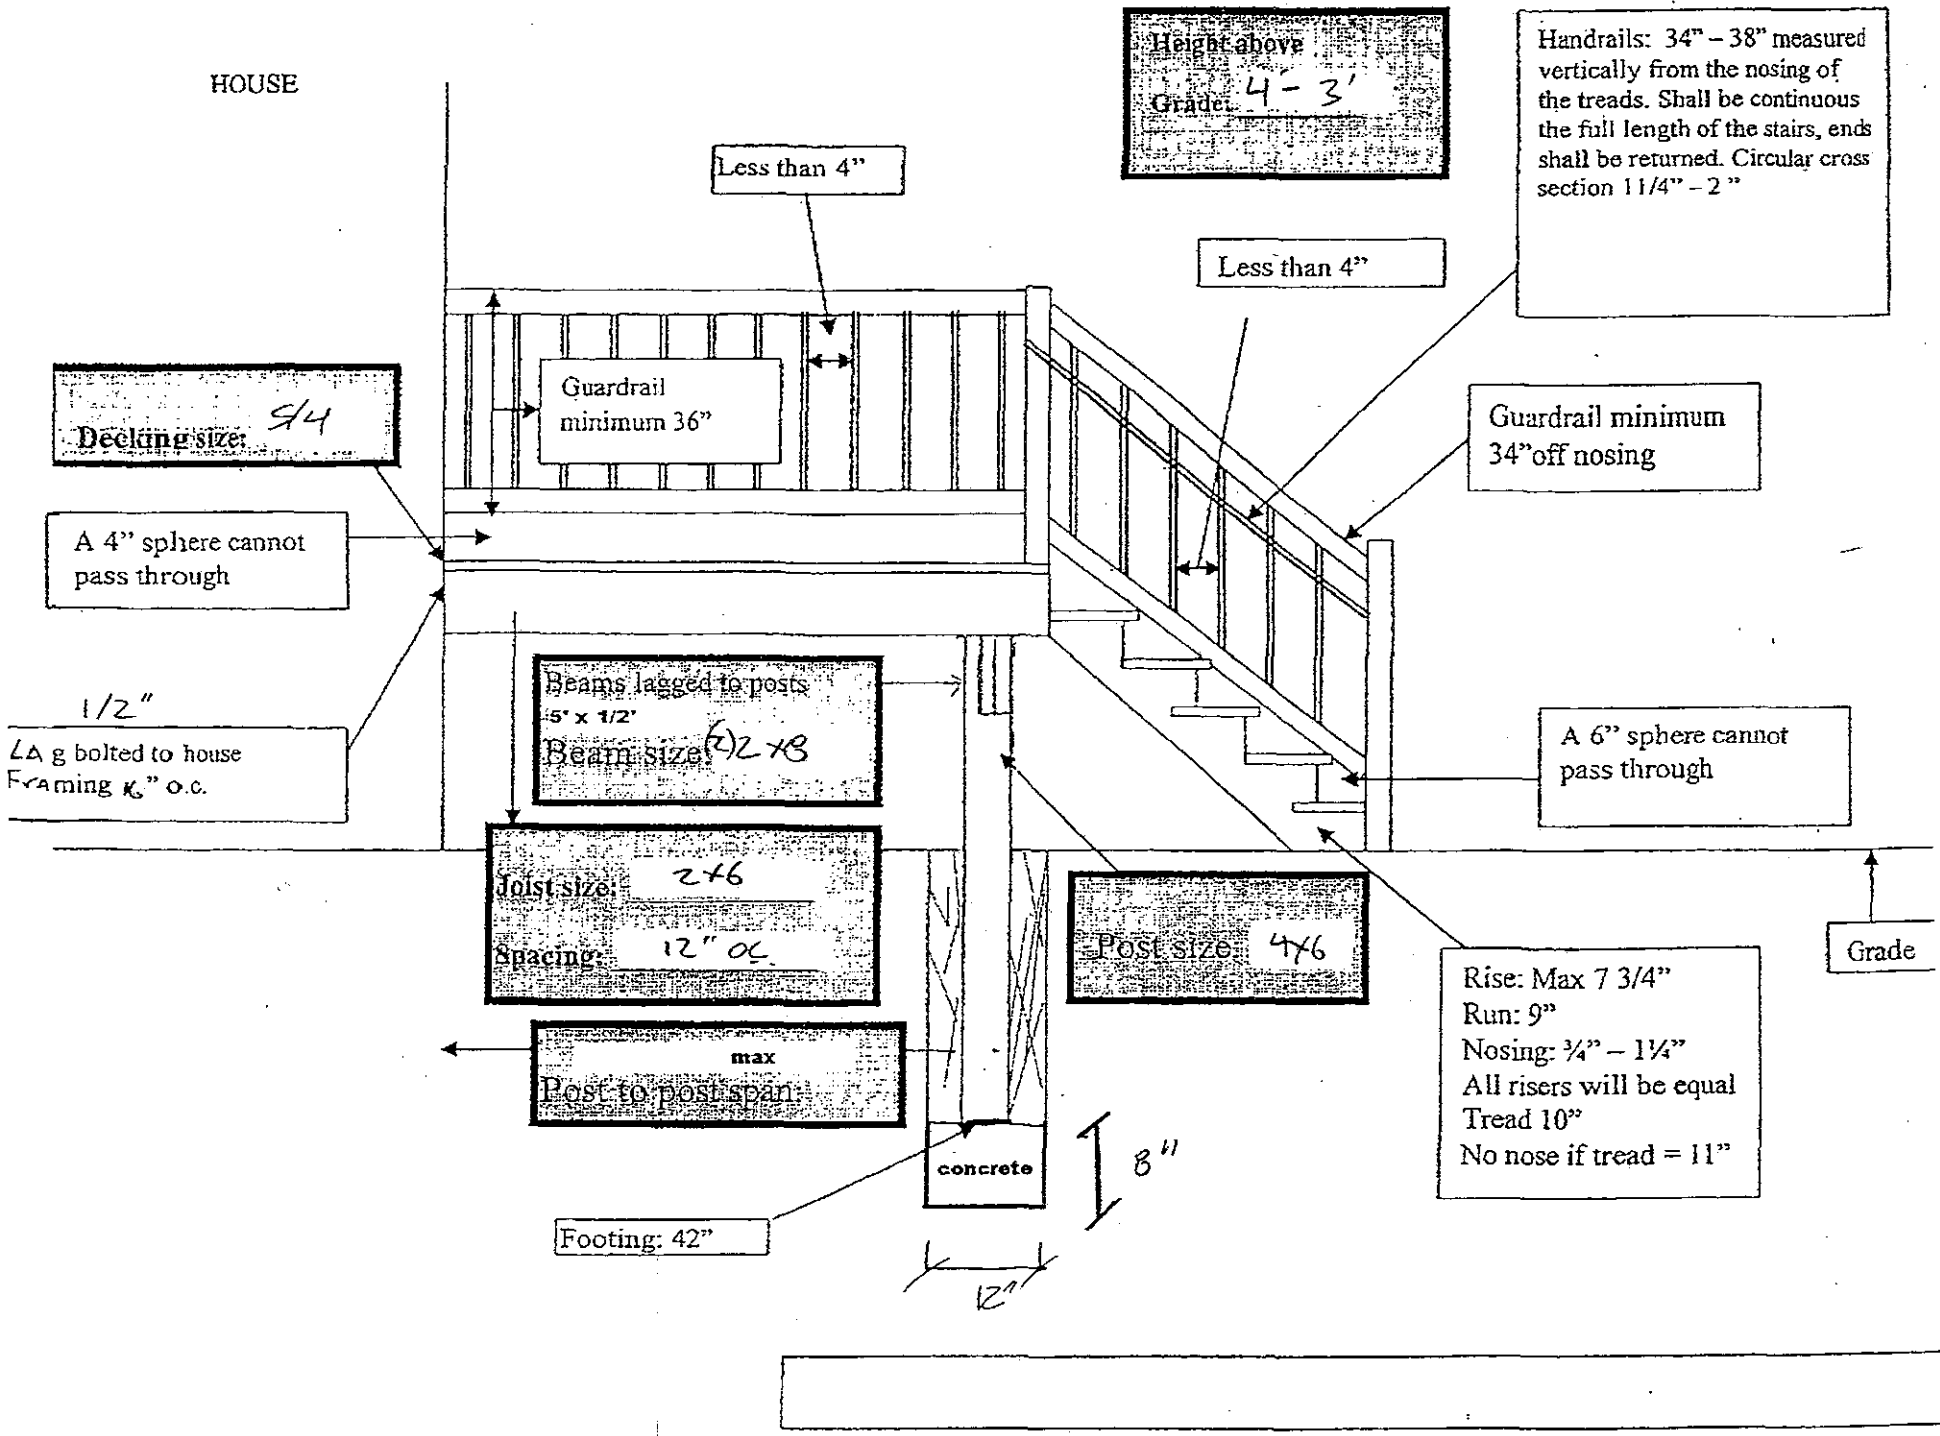 HOUSE
Height above
Grade: 4 - 3'
Handrails: 34” – 38” measured
vertically from the nosing of
the treads. Shall be continuous
the full length of the stairs, ends
shall be returned. Circular cross
section 11/4” – 2 ”
Less than 4”
Less than 4”
Guardrail
minimum 36”
Decking size: 5/4
Guardrail minimum
34”off nosing
A 4” sphere cannot
pass through
1/2"
LAg bolted to house
FrAming ” o.c.
Beams lagged to posts
5" x 1/2"
Beam size: (2) 2x8
A 6” sphere cannot
pass through
Joist size: 2x6
Spacing: 12" OC.
Post size: 4x6
Grade
Rise: Max 7 3/4”
Run: 9”
Nosing: ¾” – 1¼”
All risers will be equal
Tread 10”
No nose if tread = 11”
max
Post to post span:
concrete
8"
Footing: 42”
12"